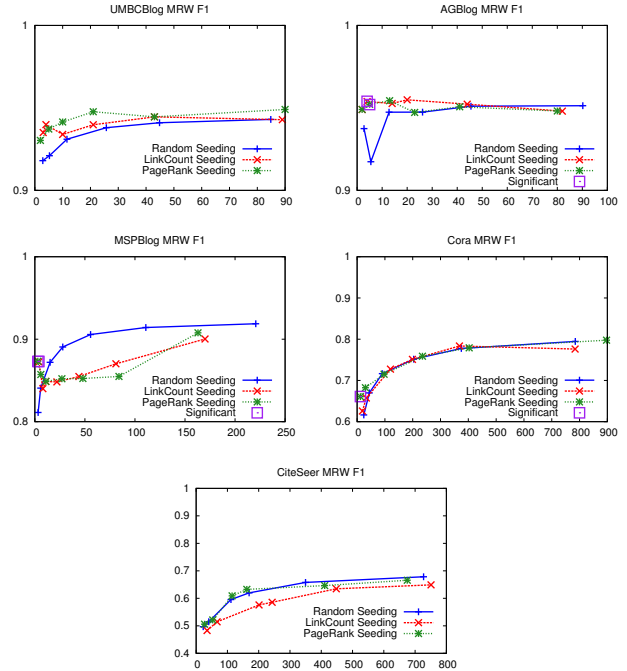 UMBCBlog MRW F1
1
0.9
Random Seeding
LinkCount Seeding
PageRank Seeding
0 10 20 30 40 50 60 70 80 90
AGBlog MRW F1
1
0.9
Random Seeding
LinkCount Seeding
PageRank Seeding
Significant
0 10 20 30 40 50 60 70 80 90 100
MSPBlog MRW F1
1
0.9
0.8
Random Seeding
LinkCount Seeding
PageRank Seeding
Significant
0 50 100 150 200 250
Cora MRW F1
1
0.9
0.8
0.7
0.6
Random Seeding
LinkCount Seeding
PageRank Seeding
Significant
0 100 200 300 400 500 600 700 800 900
CiteSeer MRW F1
1
0.9
0.8
0.7
0.6
0.5
0.4
Random Seeding
LinkCount Seeding
PageRank Seeding
0 100 200 300 400 500 600 700 800